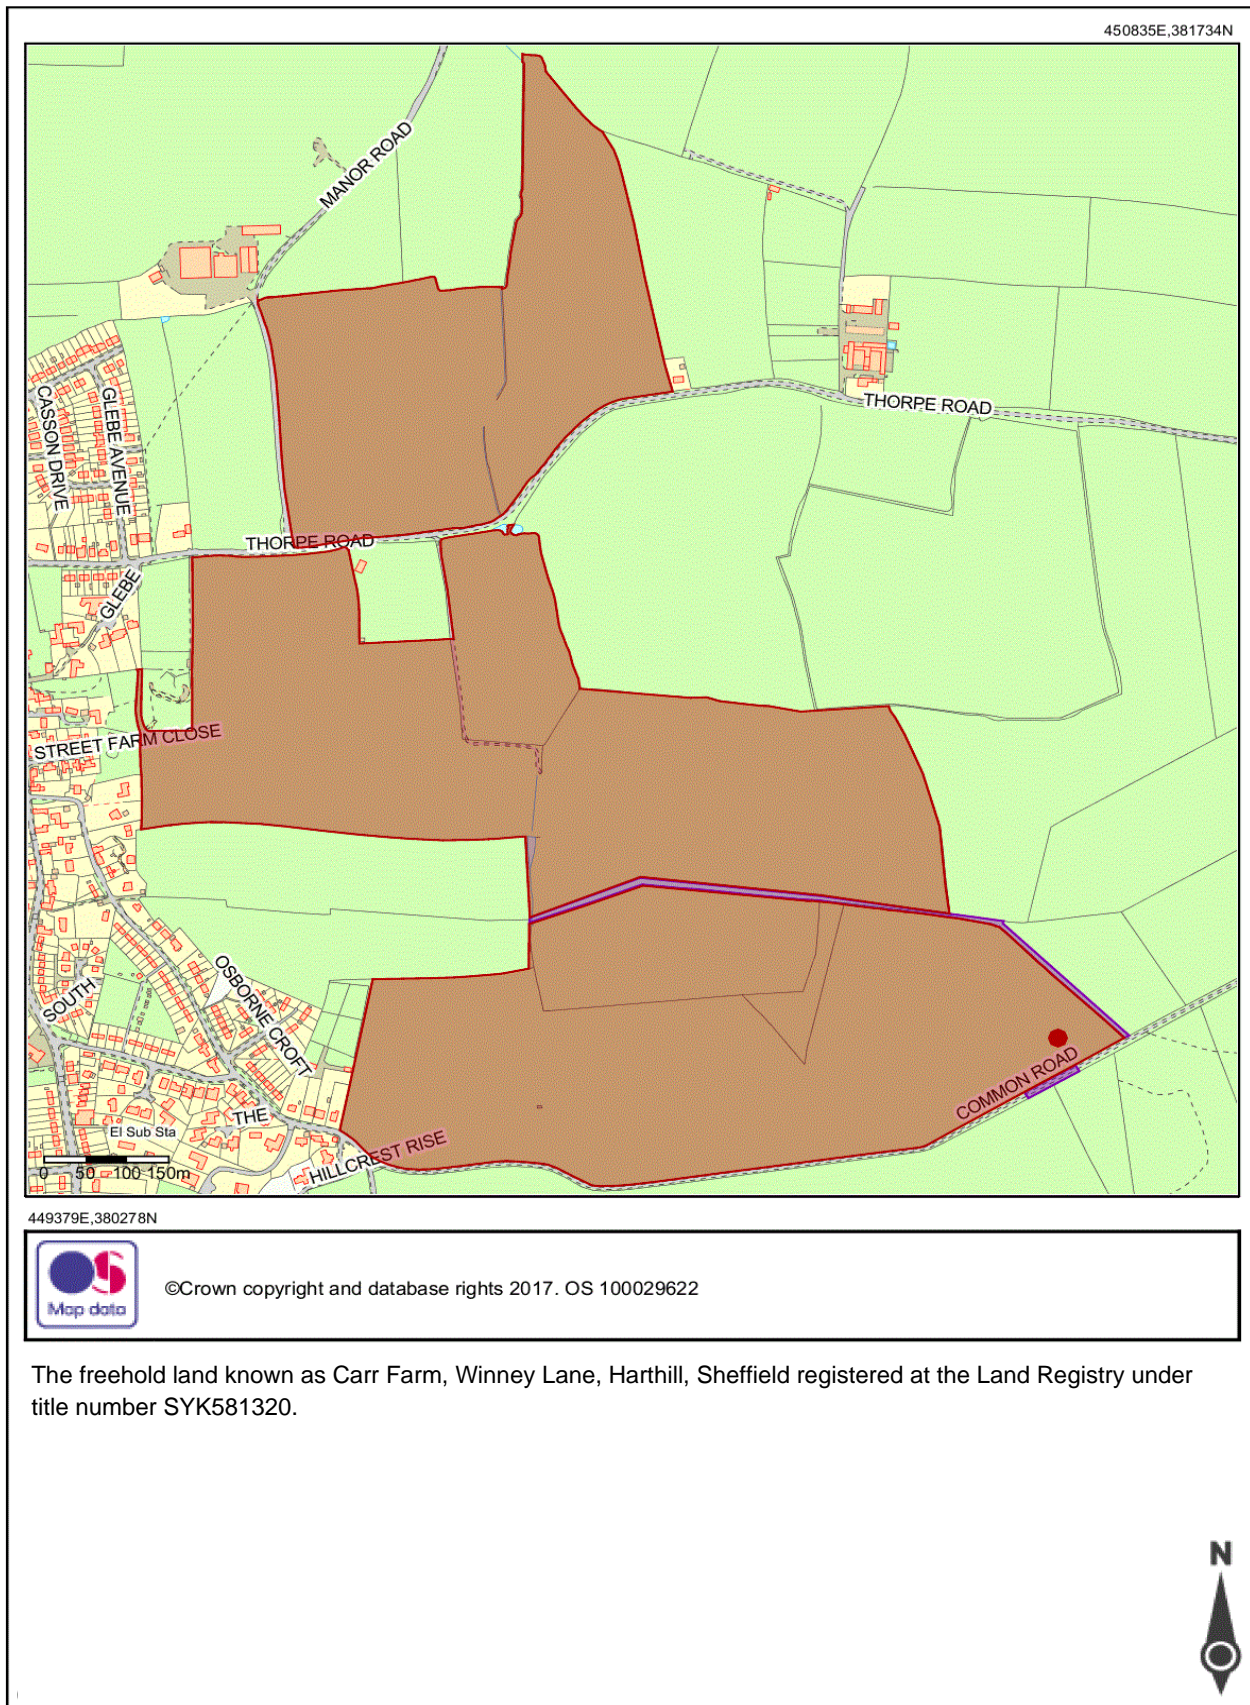 450835E,381734N
MANOR ROAD
CASSON DRIVE
GLEBE AVENUE
THORPE ROAD
THORPE ROAD
GLEBE
STREET FARM CLOSE
OSBORNE CROFT
SOUTH
COMMON ROAD
THE
El Sub Sta
HILLCREST RISE
0 50 100 150m
449379E,380278N
OS
Map data
©Crown copyright and database rights 2017. OS 100029622
The freehold land known as Carr Farm, Winney Lane, Harthill, Sheffield registered at the Land Registry under
title number SYK581320.
N